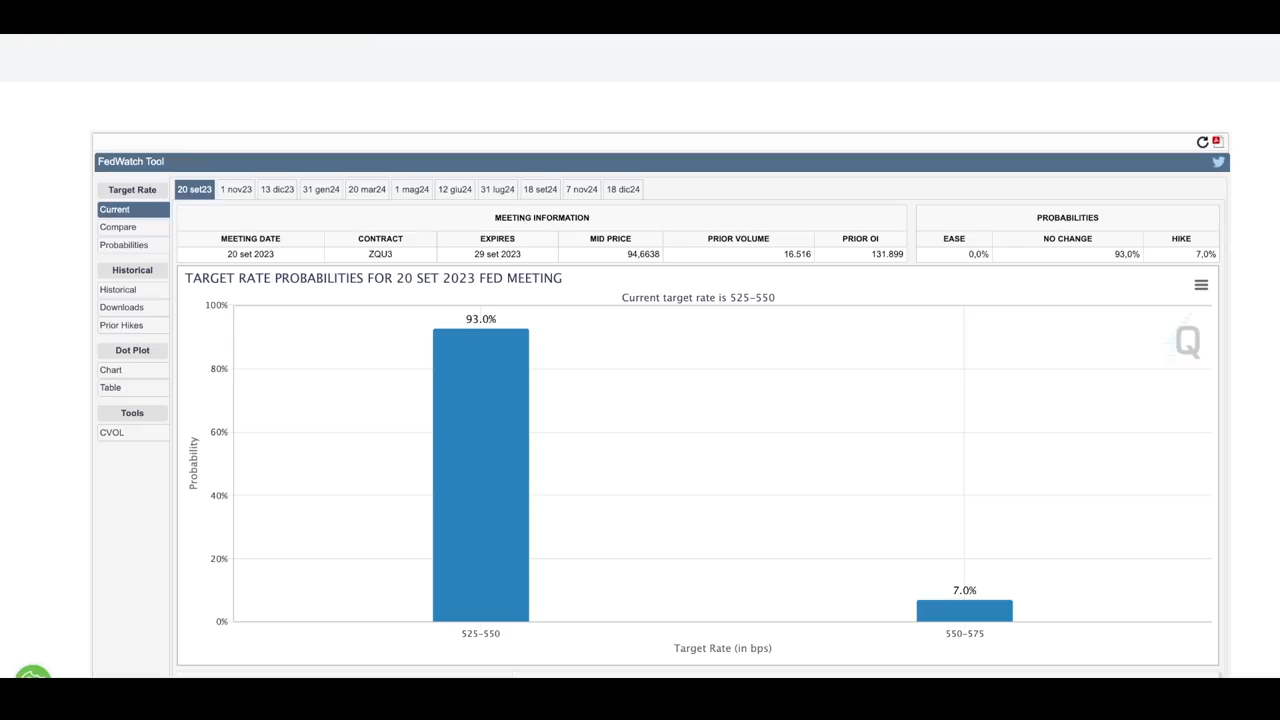 FedWatch Tool
Target Rate
Current
Compare
Probabilities
Historical
Historical
Downloads
Prior Hikes
Dot Plot
Chart
Table
Tools
CVOL
20 set23 1 nov23 13 dic23 31 gen24 20 mar24 1 mag24 12 giu24 31 lug24 18 set24 7 nov24 18 dic24
MEETING INFORMATION
MEETING DATE CONTRACT EXPIRES MID PRICE PRIOR VOLUME PRIOR OI
20 set 2023 ZQU3 29 set 2023 94,6638 16.516 131.899
PROBABILITIES
EASE NO CHANGE HIKE
0,0% 93,0% 7,0%
TARGET RATE PROBABILITIES FOR 20 SET 2023 FED MEETING
Current target rate is 525-550
100%
80%
60%
40%
20%
0%
Probability
93.0%
7.0%
525-550 550-575
Target Rate (in bps)
Q